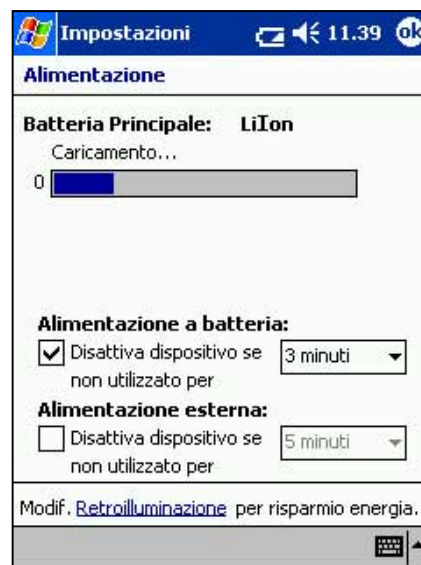 Impostazioni 11.39 ok
Alimentazione
Batteria Principale: LiIon
Caricamento...
0
Alimentazione a batteria:
Disattiva dispositivo se 3 minuti
non utilizzato per
Alimentazione esterna:
Disattiva dispositivo se 5 minuti
non utilizzato per
Modif. Retroilluminazione per risparmio energia.